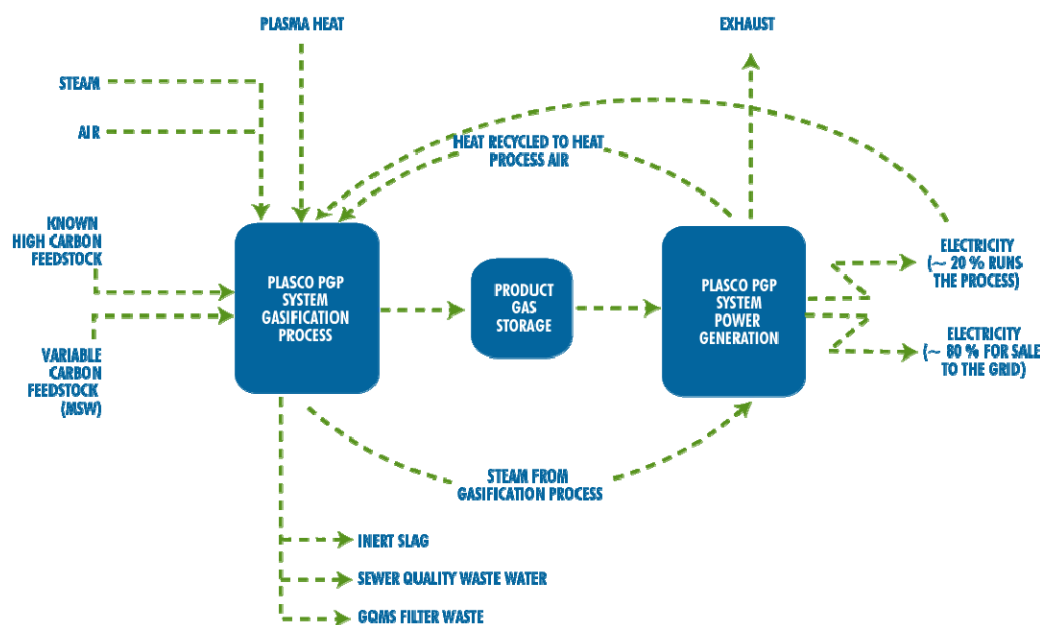 PLASMA HEAT
EXHAUST
STEAM
AIR
HEAT RECYCLED TO HEAT
PROCESS AIR
KNOWN
HIGH CARBON
FEEDSTOCK
VARIABLE
CARBON
FEEDSTOCK
(MSW)
PLASCO PGP
SYSTEM
GASIFICATION
PROCESS
PRODUCT
GAS
STORAGE
PLASCO PGP
SYSTEM
POWER
GENERATION
ELECTRICITY
(~ 20 % RUNS
THE PROCESS)
ELECTRICITY
(~ 80 % FOR SALE
TO THE GRID)
STEAM FROM
GASIFICATION PROCESS
INERT SLAG
SEWER QUALITY WASTE WATER
GQMS FILTER WASTE